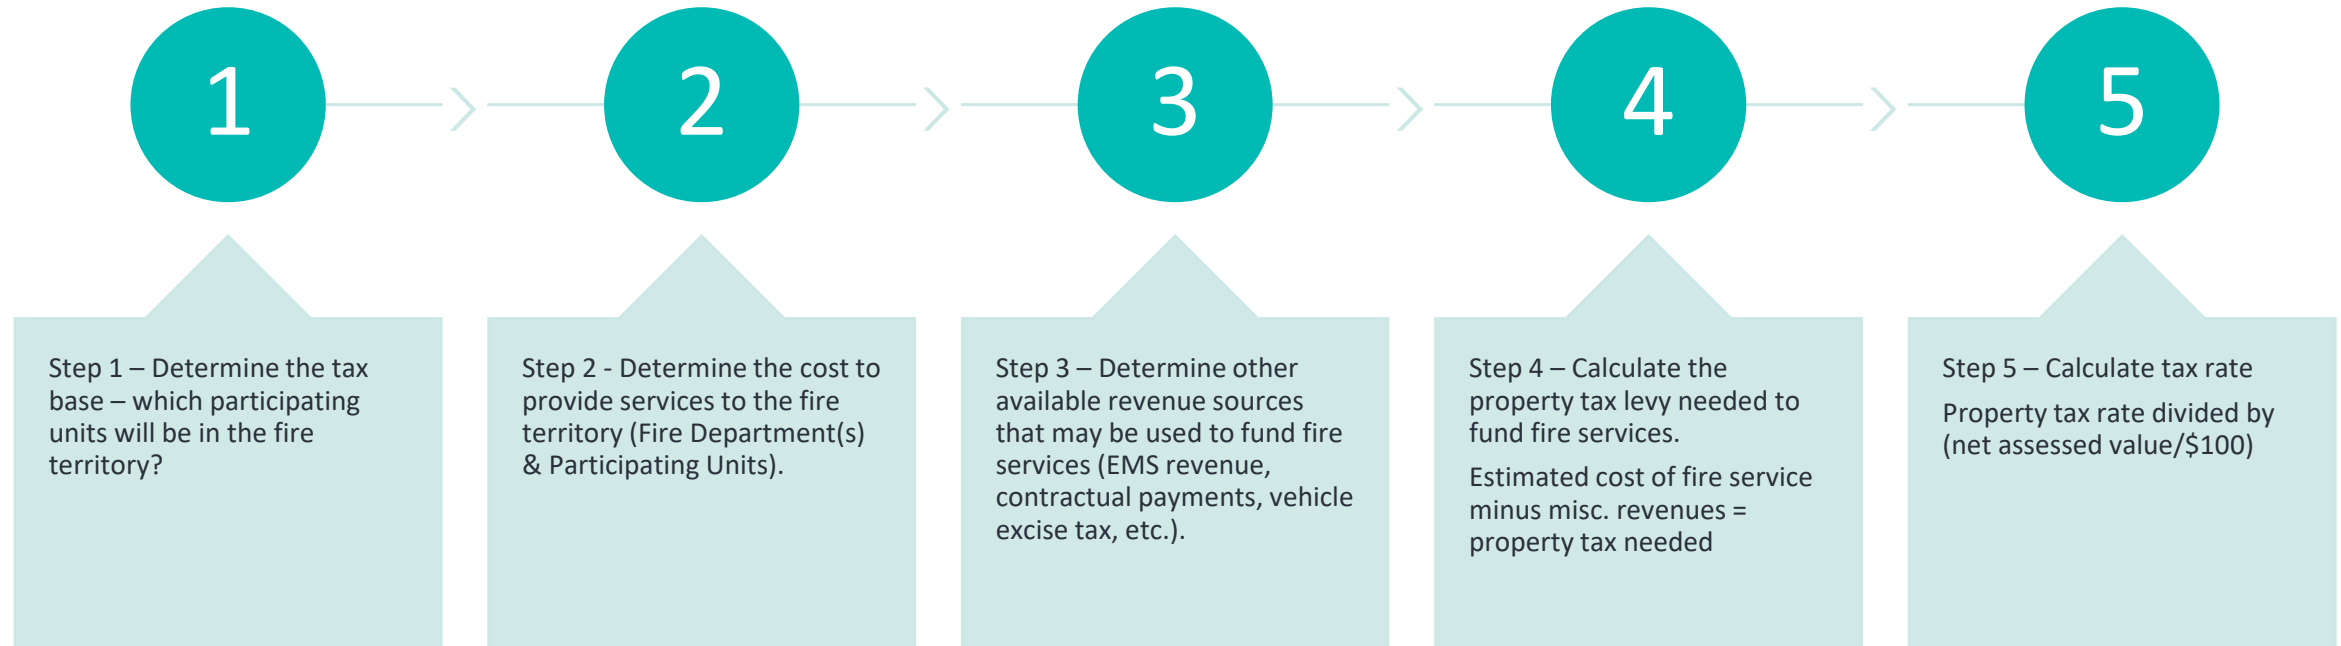 1
2
3
4
5
Step 1 – Determine the tax
base – which participating
units will be in the fire
territory?
Step 2 - Determine the cost to
provide services to the fire
territory (Fire Department(s)
& Participating Units).
Step 3 – Determine other
available revenue sources
that may be used to fund fire
services (EMS revenue,
contractual payments, vehicle
excise tax, etc.).
Step 4 – Calculate the
property tax levy needed to
fund fire services.
Estimated cost of fire service
minus misc. revenues =
property tax needed
Step 5 – Calculate tax rate
Property tax rate divided by
(net assessed value/$100)